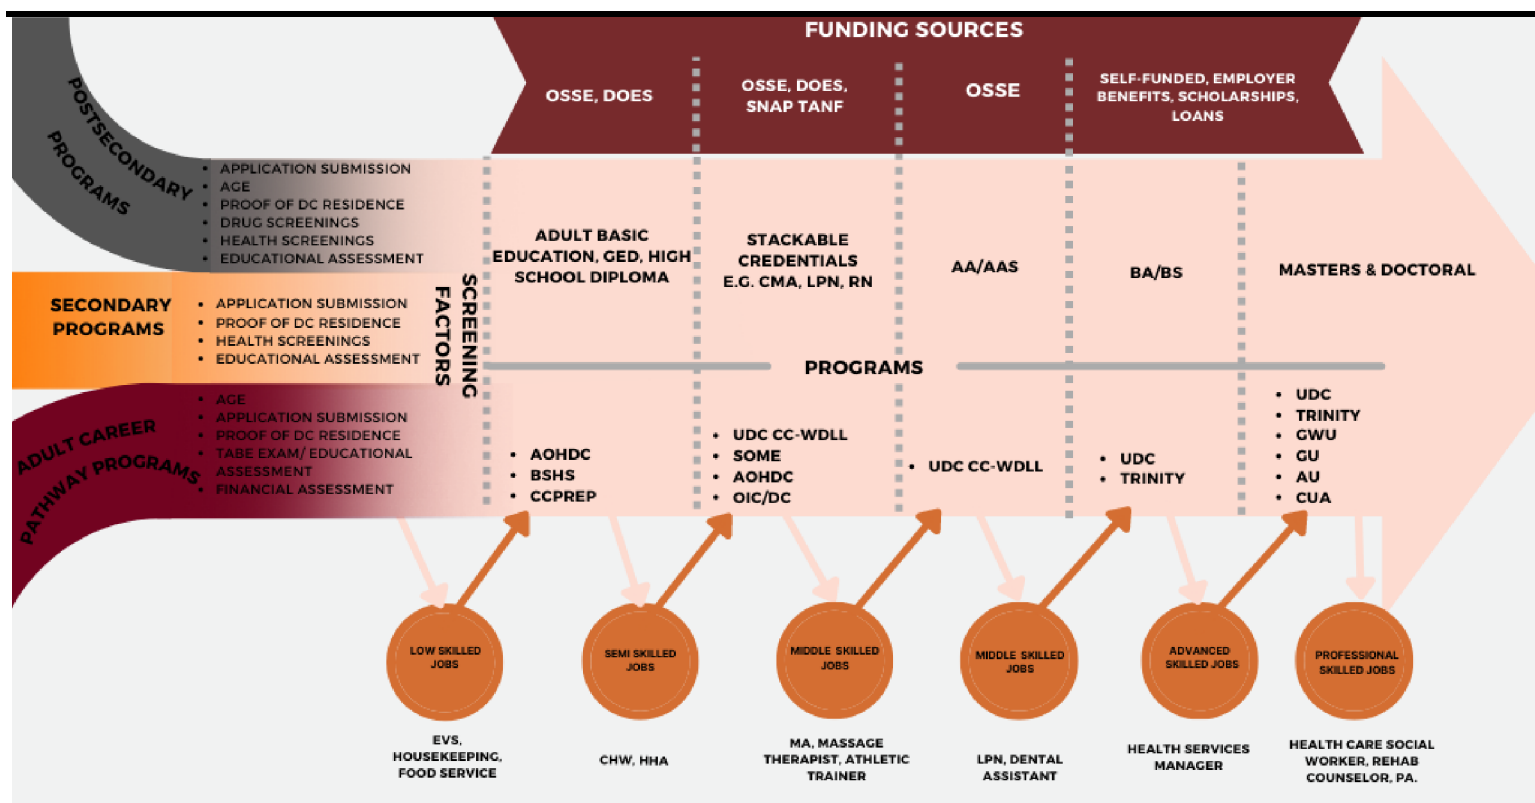 FUNDING SOURCES
OSSE, DOES
OSSE, DOES,
SNAP TANF
OSSE
SELF-FUNDED, EMPLOYER
BENEFITS, SCHOLARSHIPS,
LOANS
POSTSECONDARY
PROGRAMS
• APPLICATION SUBMISSION
• AGE
• PROOF OF DC RESIDENCE
• DRUG SCREENINGS
• HEALTH SCREENINGS
• EDUCATIONAL ASSESSMENT
SECONDARY
PROGRAMS
• APPLICATION SUBMISSION
• PROOF OF DC RESIDENCE
• HEALTH SCREENINGS
• EDUCATIONAL ASSESSMENT
ADULT CAREER
PATHWAY PROGRAMS
• AGE
• APPLICATION SUBMISSION
• PROOF OF DC RESIDENCE
• TABE EXAM/ EDUCATIONAL
ASSESSMENT
• FINANCIAL ASSESSMENT
SCREENING
FACTORS
ADULT BASIC
EDUCATION, GED, HIGH
SCHOOL DIPLOMA
STACKABLE
CREDENTIALS
E.G. CMA, LPN, RN
AA/AAS
BA/BS
MASTERS & DOCTORAL
PROGRAMS
• AOHDC
• BSHS
• CCPREP
• UDC CC-WDLL
• SOME
• AOHDC
• OIC/DC
• UDC CC-WDLL
• UDC
• TRINITY
• UDC
• TRINITY
• GWU
• GU
• AU
• CUA
LOW SKILLED
JOBS
SEMI SKILLED
JOBS
MIDDLE SKILLED
JOBS
MIDDLE SKILLED
JOBS
ADVANCED
SKILLED JOBS
PROFESSIONAL
SKILLED JOBS
EVS,
HOUSEKEEPING,
FOOD SERVICE
CHW, HHA
MA, MASSAGE
THERAPIST, ATHLETIC
TRAINER
LPN, DENTAL
ASSISTANT
HEALTH SERVICES
MANAGER
HEALTH CARE SOCIAL
WORKER, REHAB
COUNSELOR, PA.